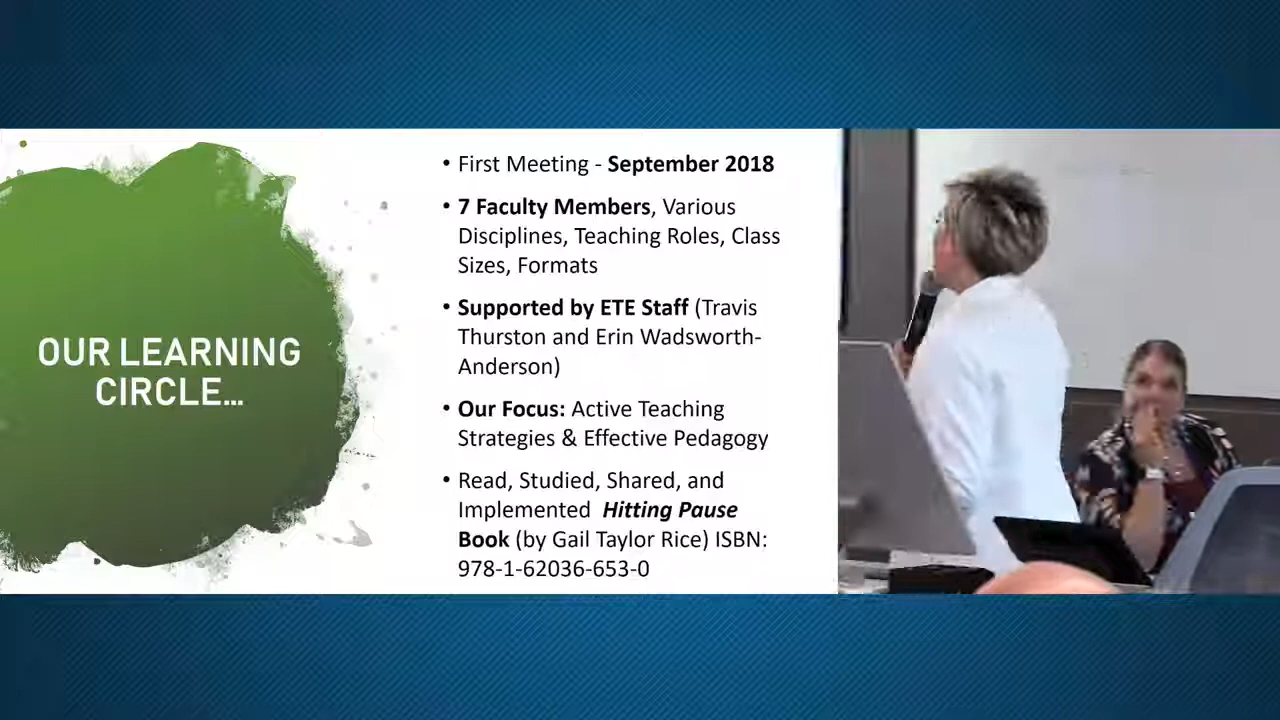 OUR LEARNING
CIRCLE...
• First Meeting - September 2018
• 7 Faculty Members, Various
Disciplines, Teaching Roles, Class
Sizes, Formats
• Supported by ETE Staff (Travis
Thurston and Erin Wadsworth-
Anderson)
• Our Focus: Active Teaching
Strategies & Effective Pedagogy
• Read, Studied, Shared, and
Implemented Hitting Pause
Book (by Gail Taylor Rice) ISBN:
978-1-62036-653-0